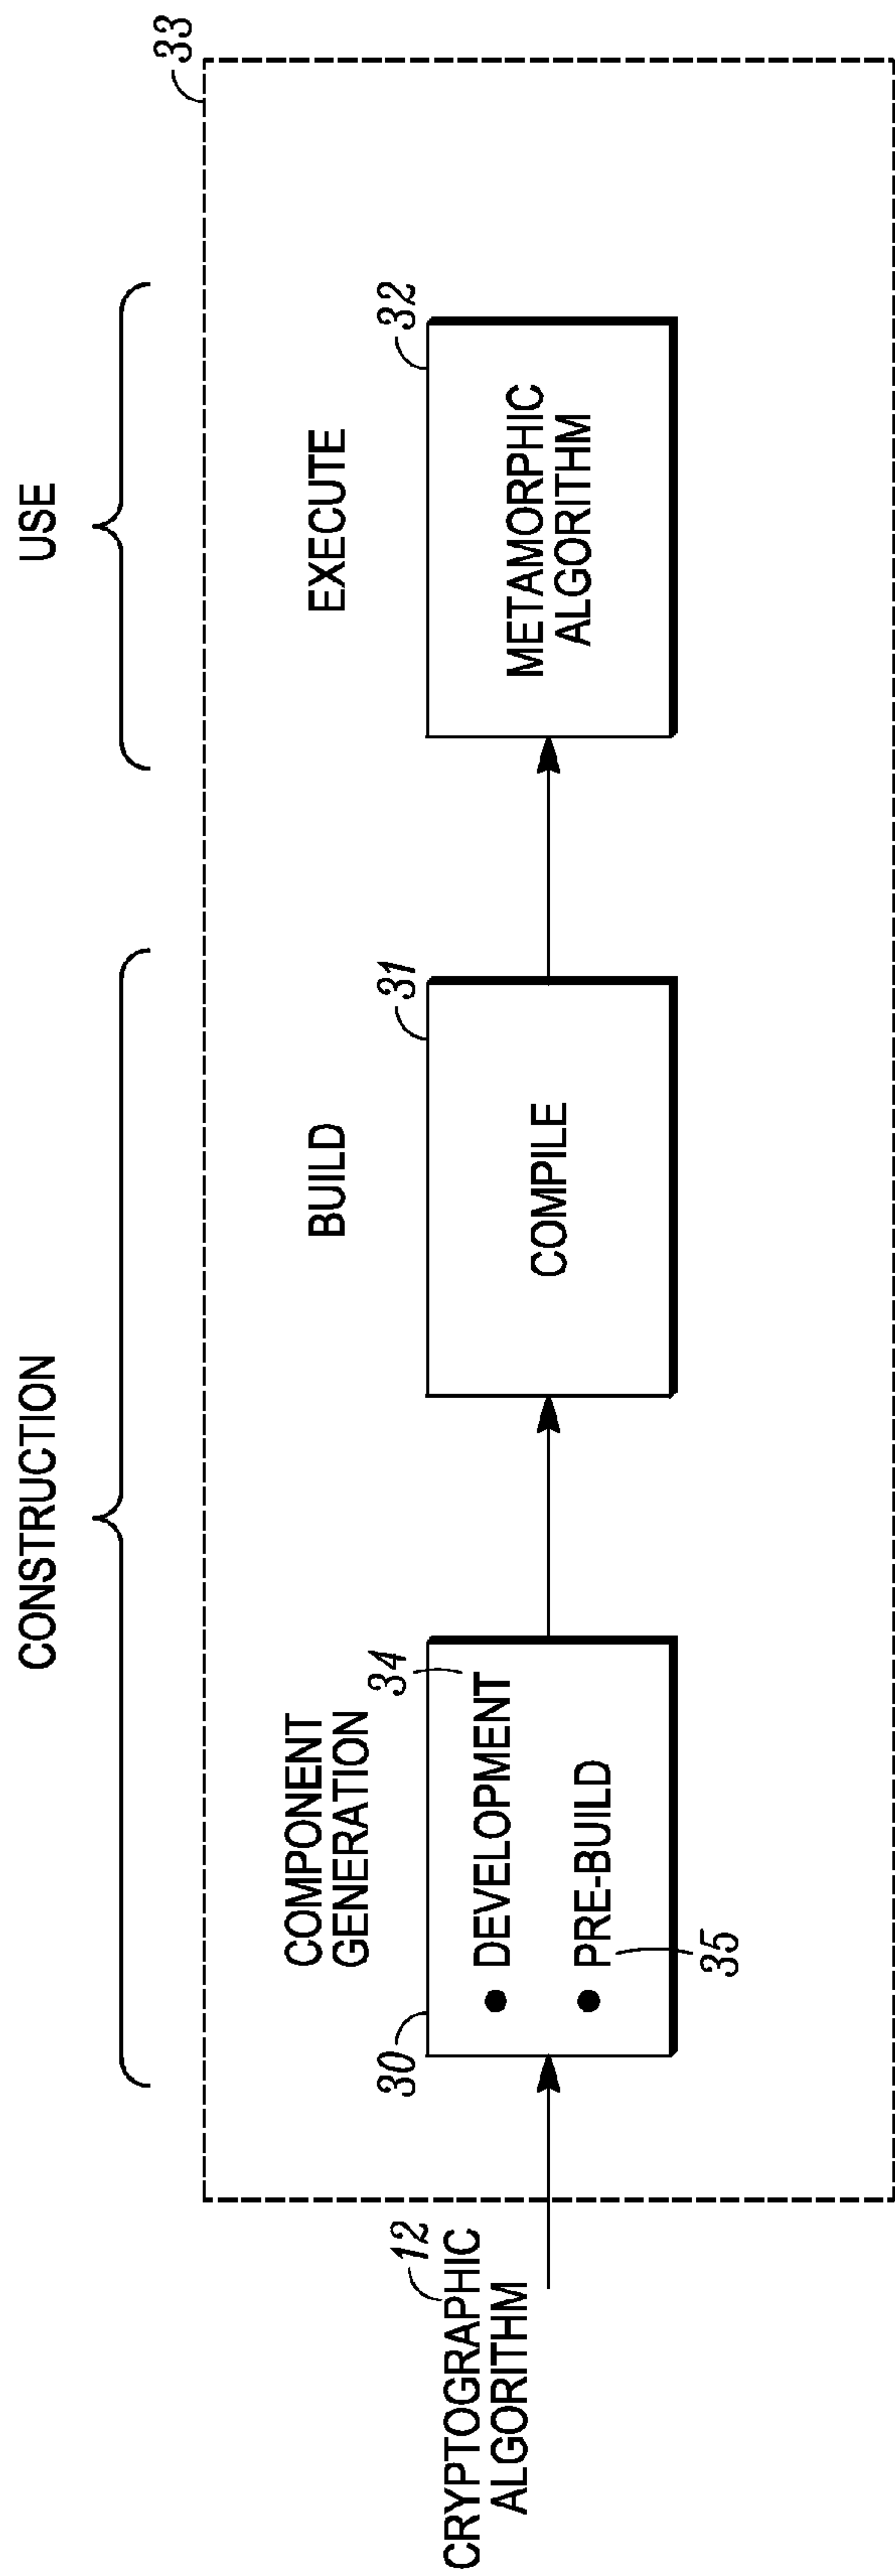 CONSTRUCTION
USE
33
COMPONENT
GENERATION
BUILD
EXECUTE
CRYPTOGRAPHIC
ALGORITHM
12
30
34
• DEVELOPMENT
• PRE-BUILD
35
31
COMPILE
32
METAMORPHIC
ALGORITHM